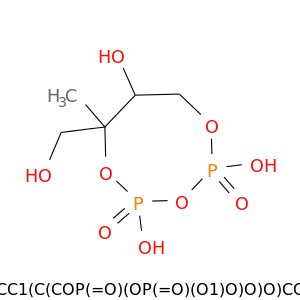 HO
H3C
O
HO O P OH
P O O
O
OH
CC1(C(COP(=O)(OP(=O)(O1)O)O)O)CO